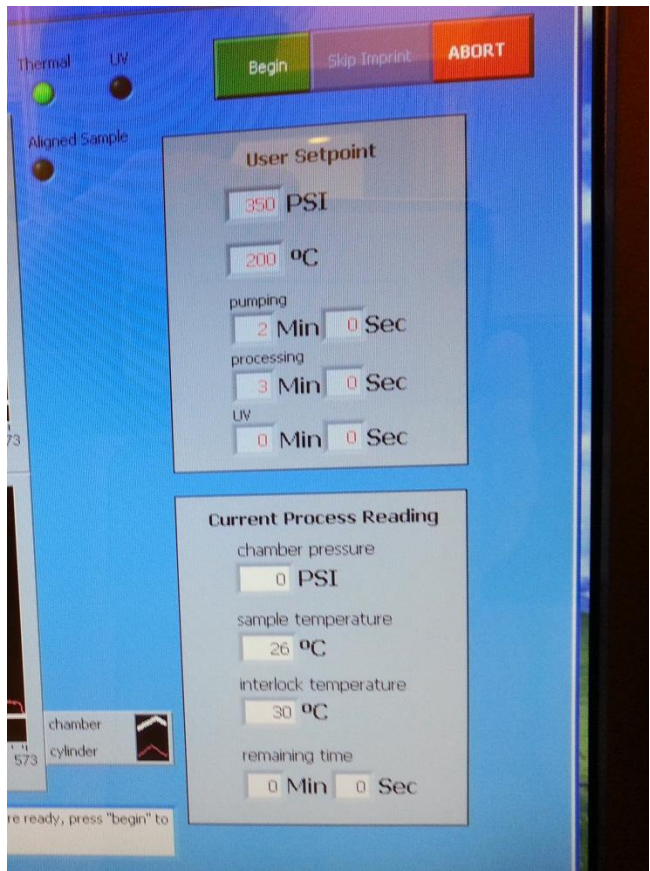 Thermal UV
Begin Skip Imprint ABORT
Aligned Sample
User Setpoint
350 PSI
200 ºC
pumping
2 Min 0 Sec
processing
3 Min 0 Sec
UV
0 Min 0 Sec
73
Current Process Reading
chamber pressure
0 PSI
sample temperature
26 ºC
interlock temperature
30 ºC
chamber
cylinder
573
remaining time
0 Min 0 Sec
re ready, press "begin" to